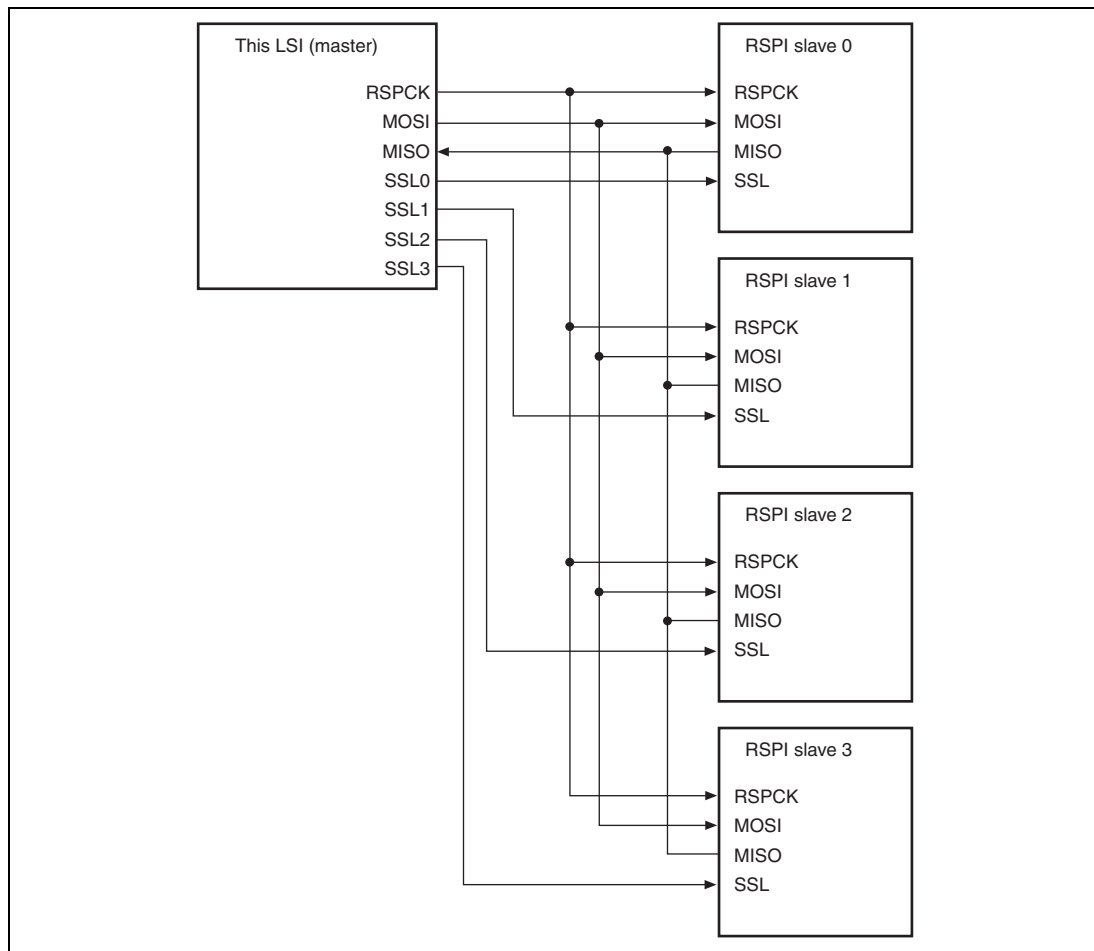 This LSI (master)
RSPCK
MOSI
MISO
SSL0
SSL1
SSL2
SSL3
RSPI slave 0
RSPCK
MOSI
MISO
SSL
RSPI slave 1
RSPCK
MOSI
MISO
SSL
RSPI slave 2
RSPCK
MOSI
MISO
SSL
RSPI slave 3
RSPCK
MOSI
MISO
SSL